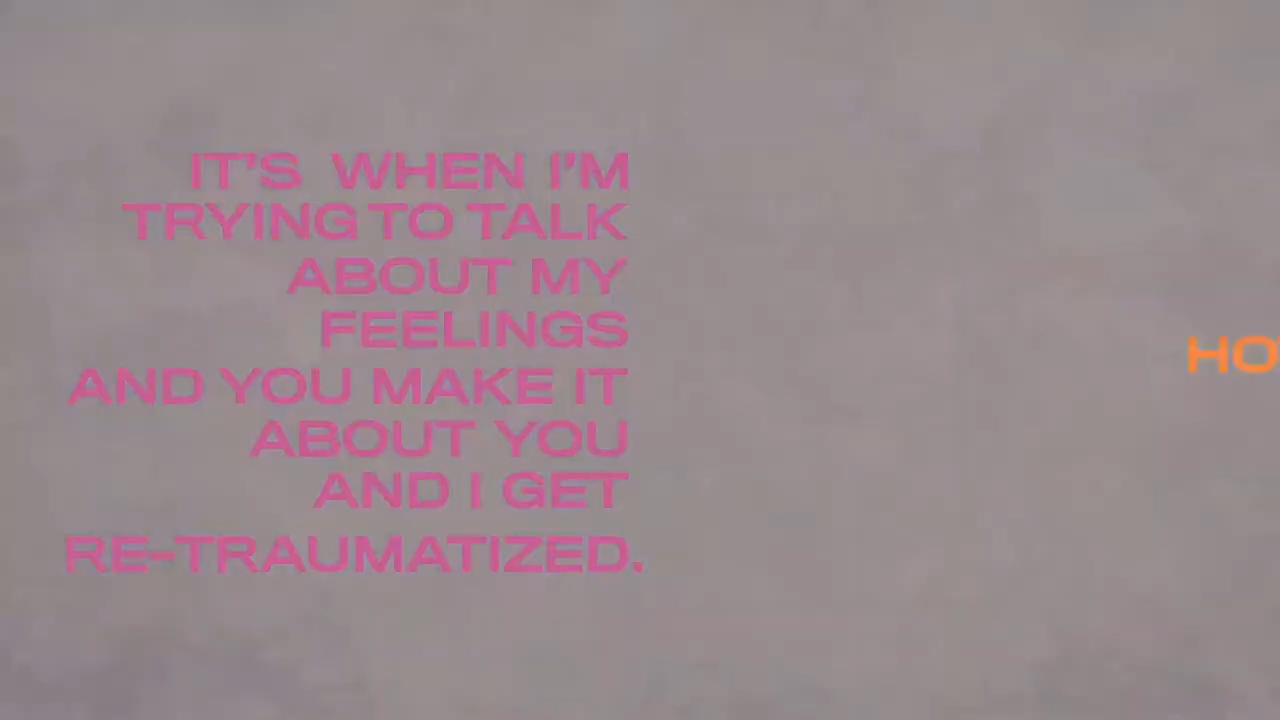 IT'S WHEN I'M
TRYING TO TALK
ABOUT MY
FEELINGS
AND YOU MAKE IT
ABOUT YOU
AND I GET
RE-TRAUMATIZED.